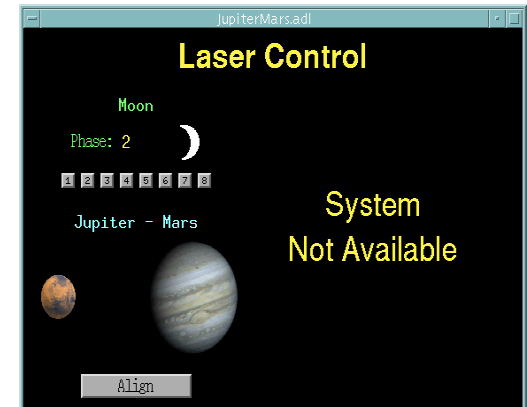 JupiterMars.adl
Laser Control
Moon
Phase: 2
1 2 3 4 5 6 7 8
Jupiter - Mars
System
Not Available
Align